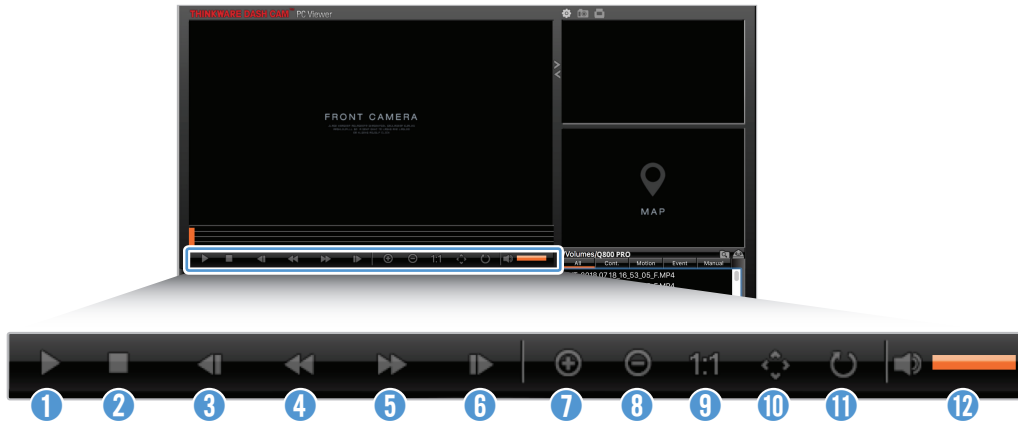 THINKWARE DASH CAM™ PC Viewer
FRONT CAMERA
MAP
1:1
/Volumes/Q800 PRO
All Cont. Motion Event Manual
2018 07 18 16_53_05_F.MP4
1:1
1 2 3 4 5 6 7 8 9 10 11 12